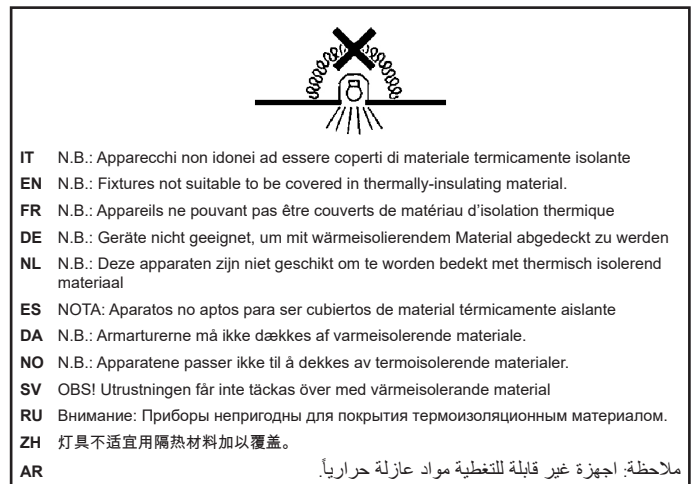 IT N.B.: Apparecchi non idonei ad essere coperti di materiale termicamente isolante
EN N.B.: Fixtures not suitable to be covered in thermally-insulating material.
FR N.B.: Appareils ne pouvant pas être couverts de matériau d'isolation thermique
DE N.B.: Geräte nicht geeignet, um mit wärmeisolierendem Material abgedeckt zu werden
NL N.B.: Deze apparaten zijn niet geschikt om te worden bedekt met thermisch isolerend
materiaal
ES NOTA: Aparatos no aptos para ser cubiertos de material térmicamente aislante
DA N.B.: Armarturerne må ikke dækkes af varmeisolerende materiale.
NO N.B.: Apparatene passer ikke til å dekkes av termoisolerende materialer.
SV OBS! Utrustningen får inte täckas över med värmeisolerande material
RU Внимание: Приборы непригодны для покрытия термоизоляционным материалом.
ZH 灯具不适宜用隔热材料加以覆盖。
AR ملاحظة: اجهزة غير قابلة للتغطية مواد عازلة حرارياً.